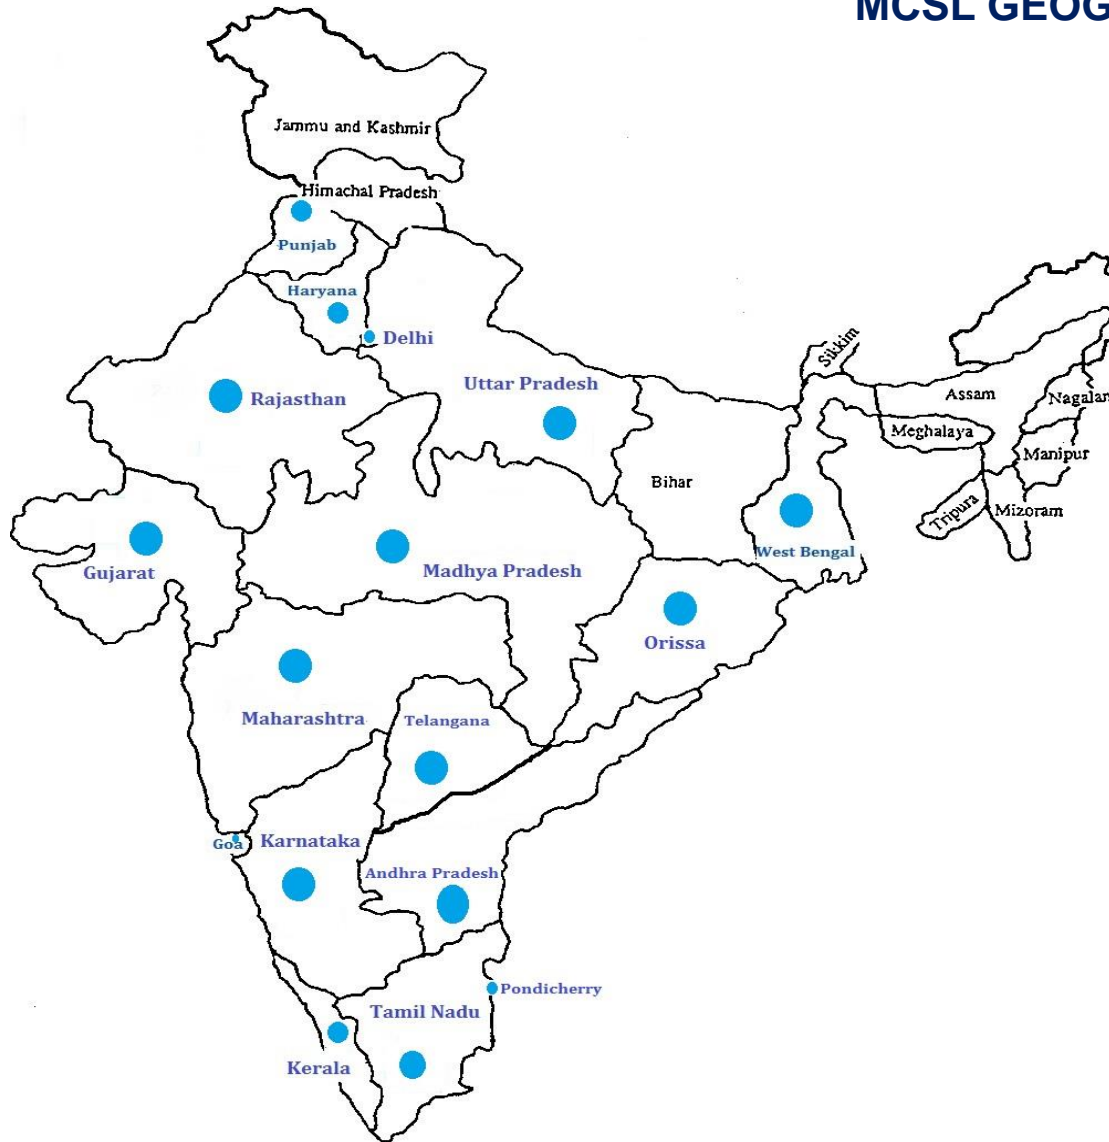 MCSL GEOG
Jammu and Kashmir
Himachal Pradesh
Punjab
Haryana
Delhi
Sikkim
Uttar Pradesh
Rajasthan
Assam
Nagalan
Meghalaya
Manipur
Bihar
Tripura
Mizoram
West Bengal
Gujarat
Madhya Pradesh
Orissa
Maharashtra
Telangana
Goa
Karnataka
Andhra Pradesh
Pondicherry
Tamil Nadu
Kerala